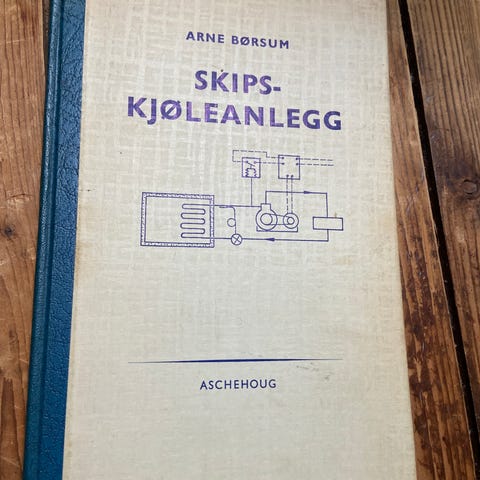 ARNE BØRSUM
SKIPS-
KJØLEANLEGG
ASCHEHOUG